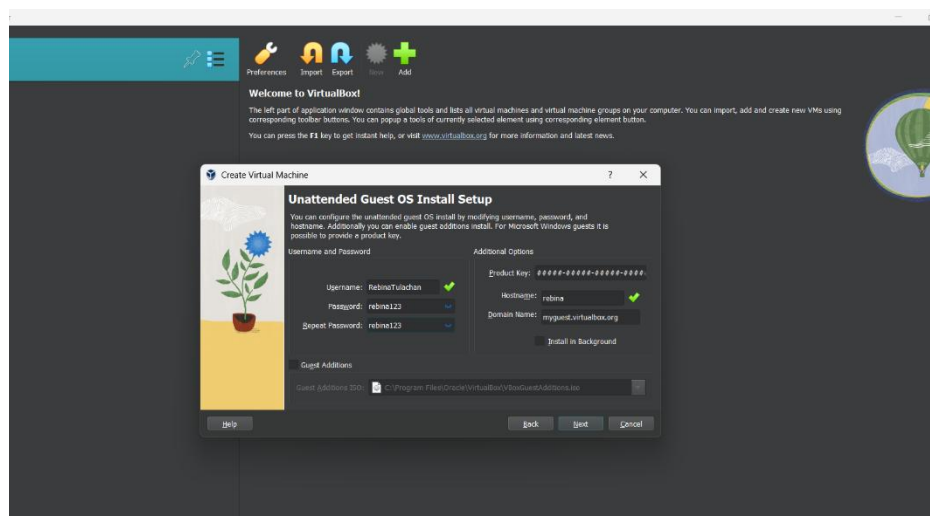 Preferences Import Export New Add
Welcome to VirtualBox!
The left part of application window contains global tools and lists all virtual machines and virtual machine groups on your computer. You can import, add and create new VMs using
corresponding toolbar buttons. You can popup a tools of currently selected element using corresponding element button.
You can press the F1 key to get instant help, or visit www.virtualbox.org for more information and latest news.
Create Virtual Machine ? X
Unattended Guest OS Install Setup
You can configure the unattended guest OS install by modifying username, password, and
hostname. Additionally you can enable guest additions install. For Microsoft Windows guests it is
possible to provide a product key.
Username and Password
Username: RebinaTulachan
Password: rebina123
Repeat Password: rebina123
Additional Options
Product Key: #####-#####-#####-#####-
Hostname: rebina
Domain Name: myguest.virtualbox.org
Install in Background
Guest Additions
Guest Additions ISO: C:\Program Files\Oracle\VirtualBox\VBoxGuestAdditions.iso
Help Back Next Cancel